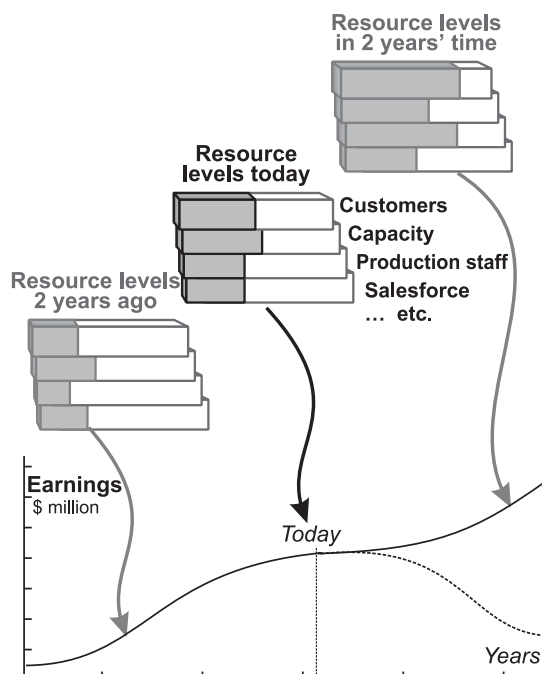 Resource levels
in 2 years’ time
Resource
levels today
Customers
Capacity
Production staff
Salesforce
... etc.
Resource levels
2 years ago
Earnings
$ million
Today
Years